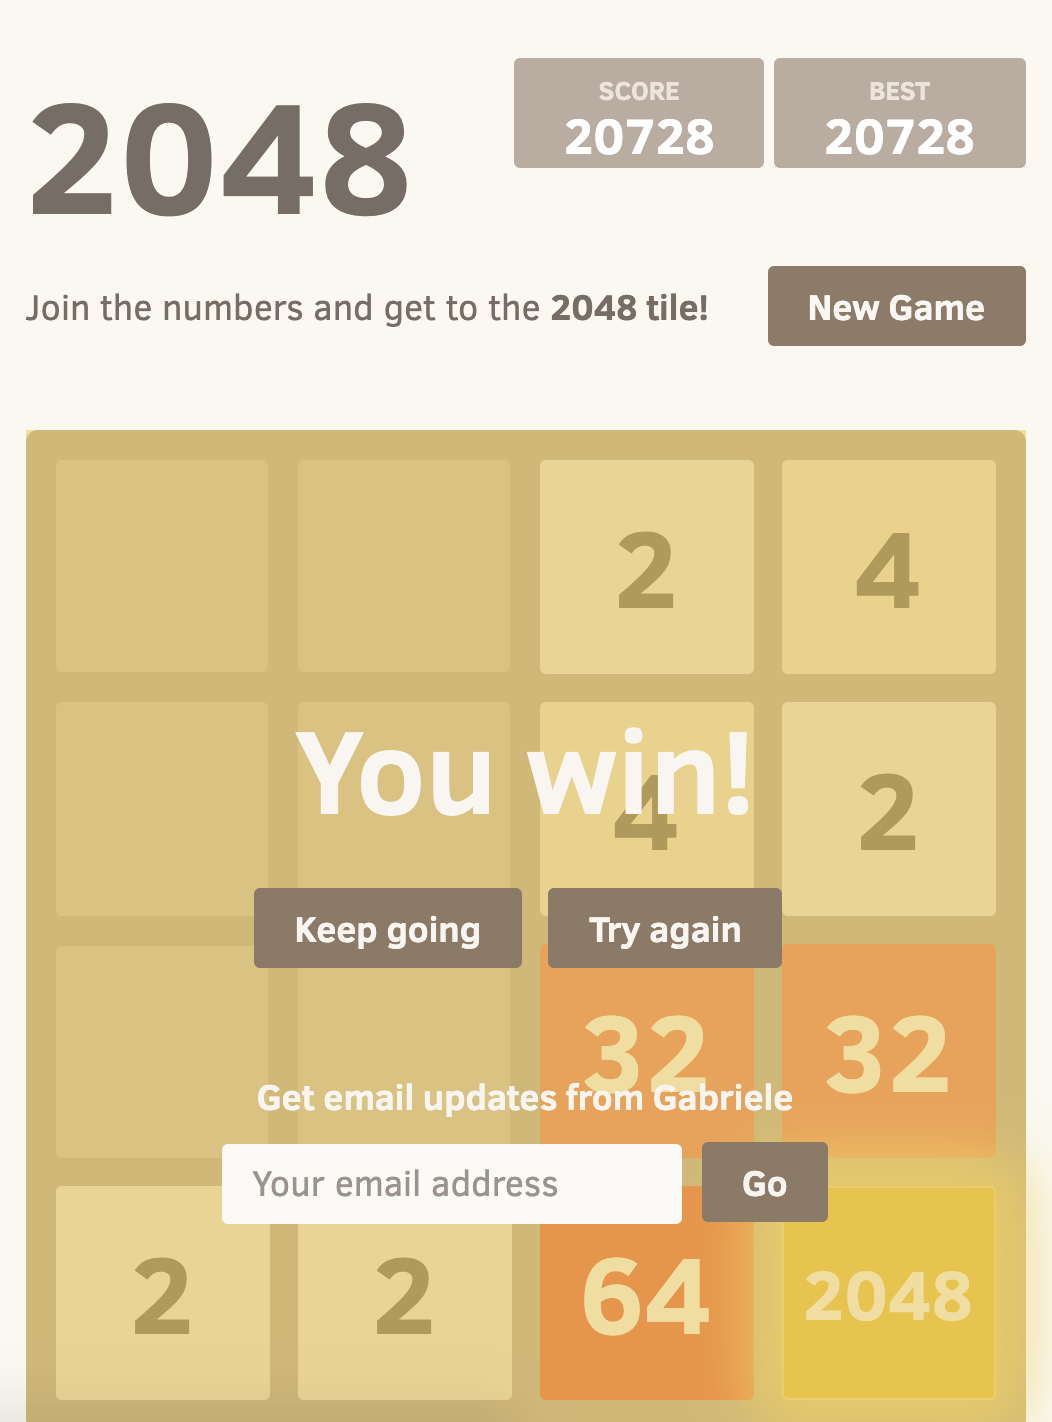 2048
SCORE
20728
BEST
20728
Join the numbers and get to the 2048 tile!
New Game
2 4
You win!
4 2
Keep going
Try again
32 32
Get email updates from Gabriele
Your email address
Go
2 2 64 2048